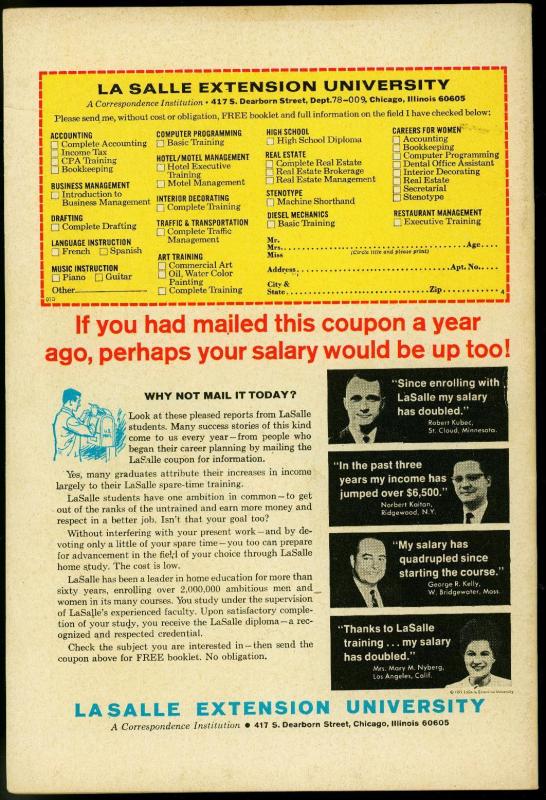 LA SALLE EXTENSION UNIVERSITY
A Correspondence Institution • 417 S. Dearborn Street, Dept.78-009, Chicago, Illinois 60605
Please send me, without cost or obligation, FREE booklet and full information on the field I have checked below:
ACCOUNTING
Complete Accounting
Income Tax
CPA Training
Bookkeeping
BUSINESS MANAGEMENT
Introduction to
Business Management
DRAFTING
Complete Drafting
LANGUAGE INSTRUCTION
French Spanish
MUSIC INSTRUCTION
Piano Guitar
Other
COMPUTER PROGRAMMING
Basic Training
HOTEL/MOTEL MANAGEMENT
Hotel Executive
Training
Motel Management
INTERIOR DECORATING
Complete Training
TRAFFIC & TRANSPORTATION
Complete Traffic
Management
ART TRAINING
Commercial Art
Oil, Water Color
Painting
Complete Training
HIGH SCHOOL
High School Diploma
REAL ESTATE
Complete Real Estate
Real Estate Brokerage
Real Estate Management
STENOTYPE
Machine Shorthand
DIESEL MECHANICS
Basic Training
CAREERS FOR WOMEN
Accounting
Bookkeeping
Computer Programming
Dental Office Assistant
Interior Decorating
Real Estate
Secretarial
Stenotype
RESTAURANT MANAGEMENT
Executive Training
Mr.
Mrs. Age
Miss (Circle title and please print)
Address Apt. No.
City &
State Zip 4
If you had mailed this coupon a year
ago, perhaps your salary would be up too!
WHY NOT MAIL IT TODAY?
Look at these pleased reports from LaSalle
students. Many success stories of this kind
come to us every year—from people who
began their career planning by mailing the
LaSalle coupon for information.
Yes, many graduates attribute their increases in income
largely to their LaSalle spare-time training.
LaSalle students have one ambition in common—to get
out of the ranks of the untrained and earn more money and
respect in a better job. Isn't that your goal too?
Without interfering with your present work—and by de-
voting only a little of your spare time—you too can prepare
for advancement in the field of your choice through LaSalle
home study. The cost is low.
LaSalle has been a leader in home education for more than
sixty years, enrolling over 2,000,000 ambitious men and
women in its many courses. You study under the supervision
of LaSalle's experienced faculty. Upon satisfactory comple-
tion of your study, you receive the LaSalle diploma—a rec-
ognized and respected credential.
Check the subject you are interested in—then send the
coupon above for FREE booklet. No obligation.
"Since enrolling with
LaSalle my salary
has doubled."
Robert Kubec,
St. Cloud, Minnesota.
"In the past three
years my income has
jumped over $6,500."
Norbert Kaitan,
Ridgewood, N.Y.
"My salary has
quadrupled since
starting the course."
George R. Kelly,
W. Bridgewater, Mass.
"Thanks to LaSalle
training . . . my salary
has doubled."
Mrs. Mary M. Nyberg,
Los Angeles, Calif.
LASALLE EXTENSION UNIVERSITY
A Correspondence Institution • 417 S. Dearborn Street, Chicago, Illinois 60605